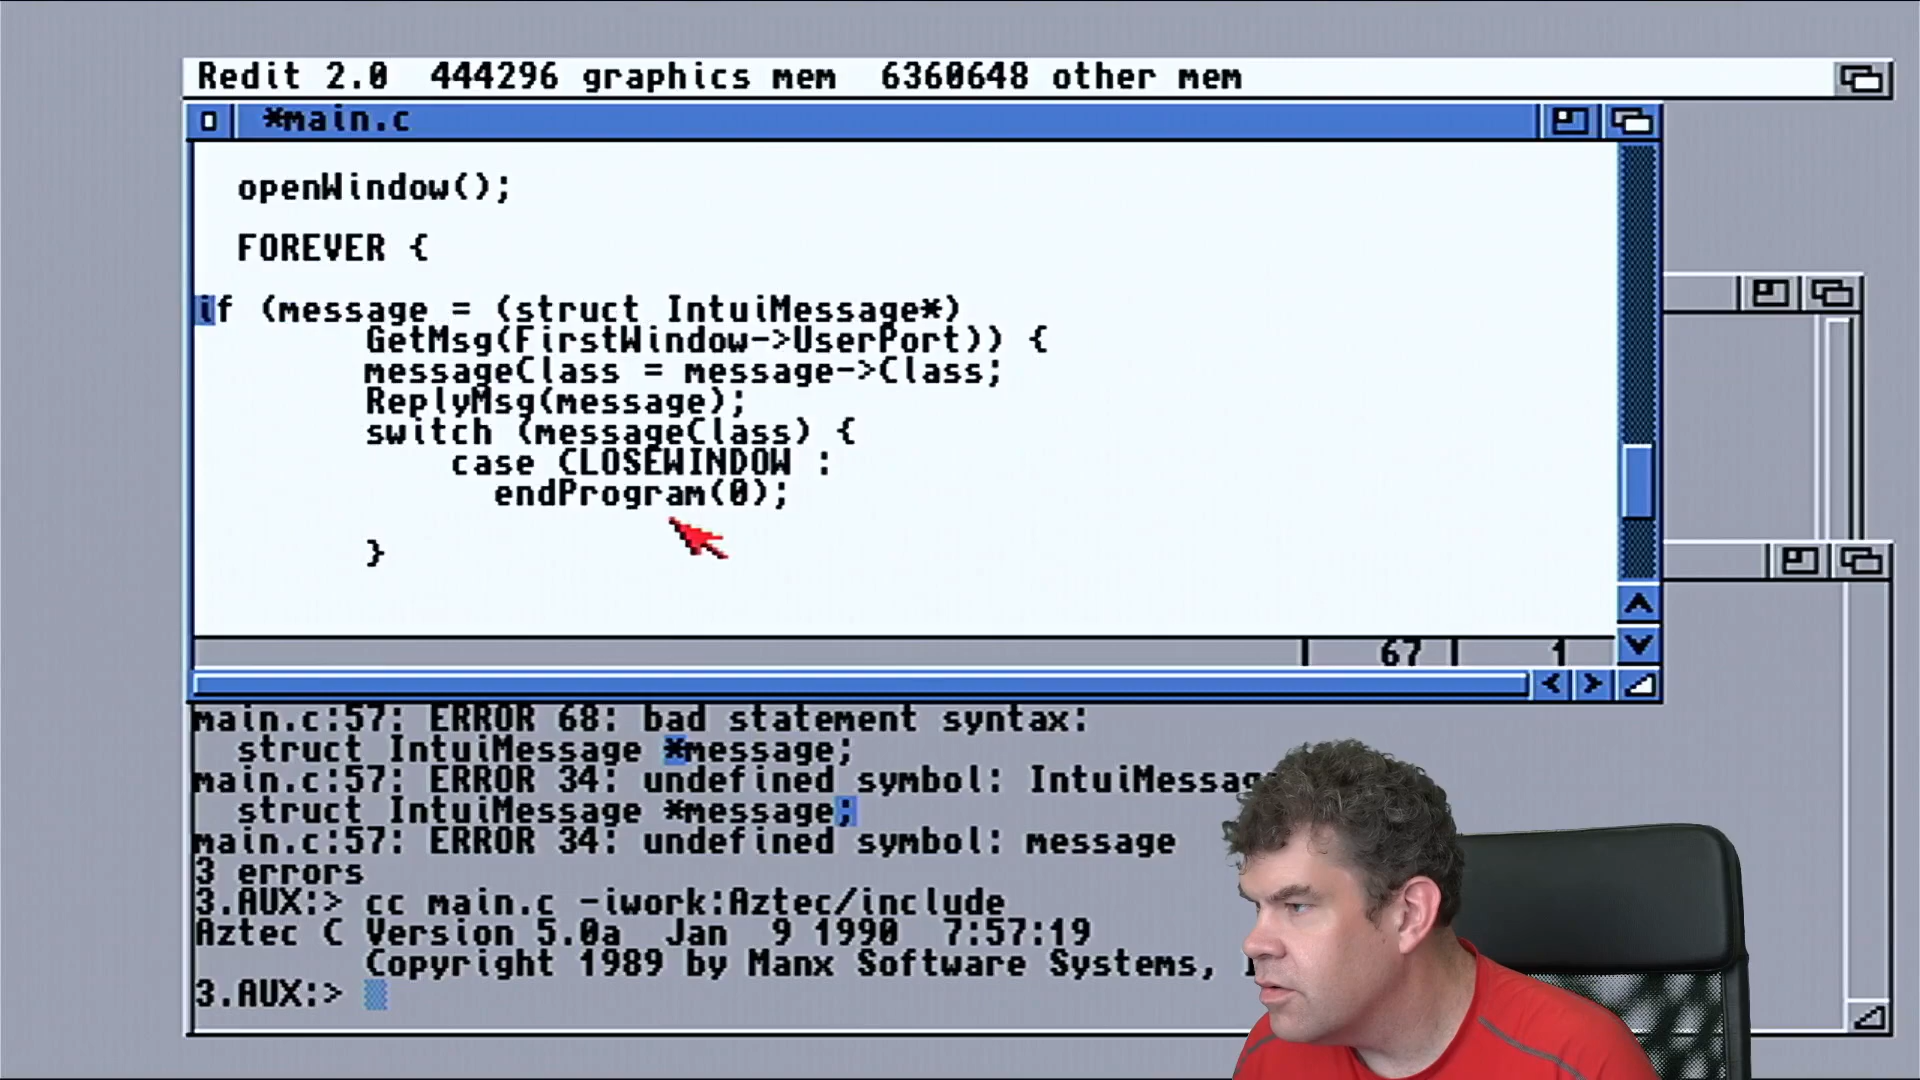 Redit 2.0  444296 graphics mem  6360648 other mem
*main.c
openWindow();
FOREVER {
if (message = (struct IntuiMessage*)
GetMsg(FirstWindow->UserPort)) {
messageClass = message->Class;
ReplyMsg(message);
switch (messageClass) {
case CLOSEWINDOW :
endProgram(0);
}
67 1
main.c:57: ERROR 68: bad statement syntax:
struct IntuiMessage *message;
main.c:57: ERROR 34: undefined symbol:
struct IntuiMessage *message;
main.c:57: ERROR 34: undefined symbol: message
3 errors
3.AUX:> cc main.c -iwork:Aztec/include
Aztec C Version 5.0a  Jan  9 1990  7:57:19
Copyright 1989 by Manx Software Systems,
3.AUX:>